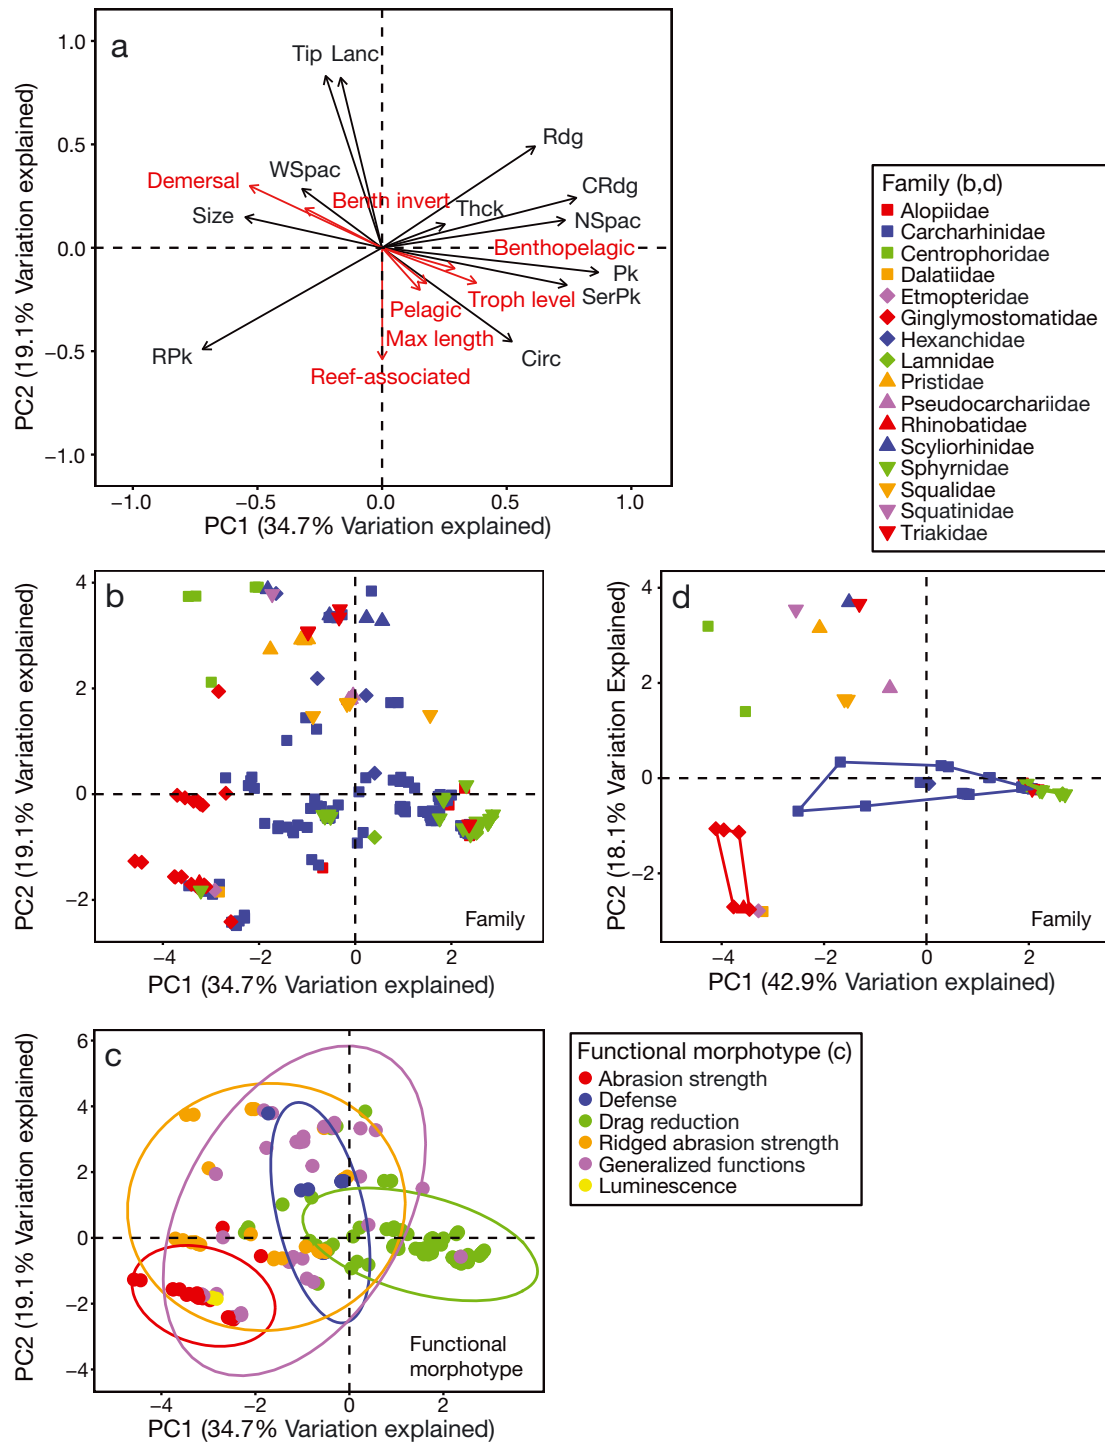 a
Tip Lanc
Rdg
WSpac
Demersal
CRdg
Benth invert
Thck
Size
NSpac
Benthopelagic
Pk
Troph level
SerPk
Pelagic
Max length
RPk
Circ
Reef-associated
1.0
0.5
0.0
−0.5
−1.0
PC2 (19.1% Variation explained)
−1.0 −0.5 0.0 0.5 1.0
PC1 (34.7% Variation explained)
Family (b,d)
Alopiidae
Carcharhinidae
Centrophoridae
Dalatiidae
Etmopteridae
Ginglymostomatidae
Hexanchidae
Lamnidae
Pristidae
Pseudocarchariidae
Rhinobatidae
Scyliorhinidae
Sphyrnidae
Squalidae
Squatinidae
Triakidae
b
4
2
0
−2
PC2 (19.1% Variation explained)
Family
−4 −2 0 2
PC1 (34.7% Variation explained)
d
4
2
0
−2
PC2 (18.1% Variation Explained)
Family
−4 −2 0 2
PC1 (42.9% Variation explained)
c
6
4
2
0
−2
−4
PC2 (19.1% Variation explained)
Functional
morphotype
−4 −2 0 2
PC1 (34.7% Variation explained)
Functional morphotype (c)
Abrasion strength
Defense
Drag reduction
Ridged abrasion strength
Generalized functions
Luminescence